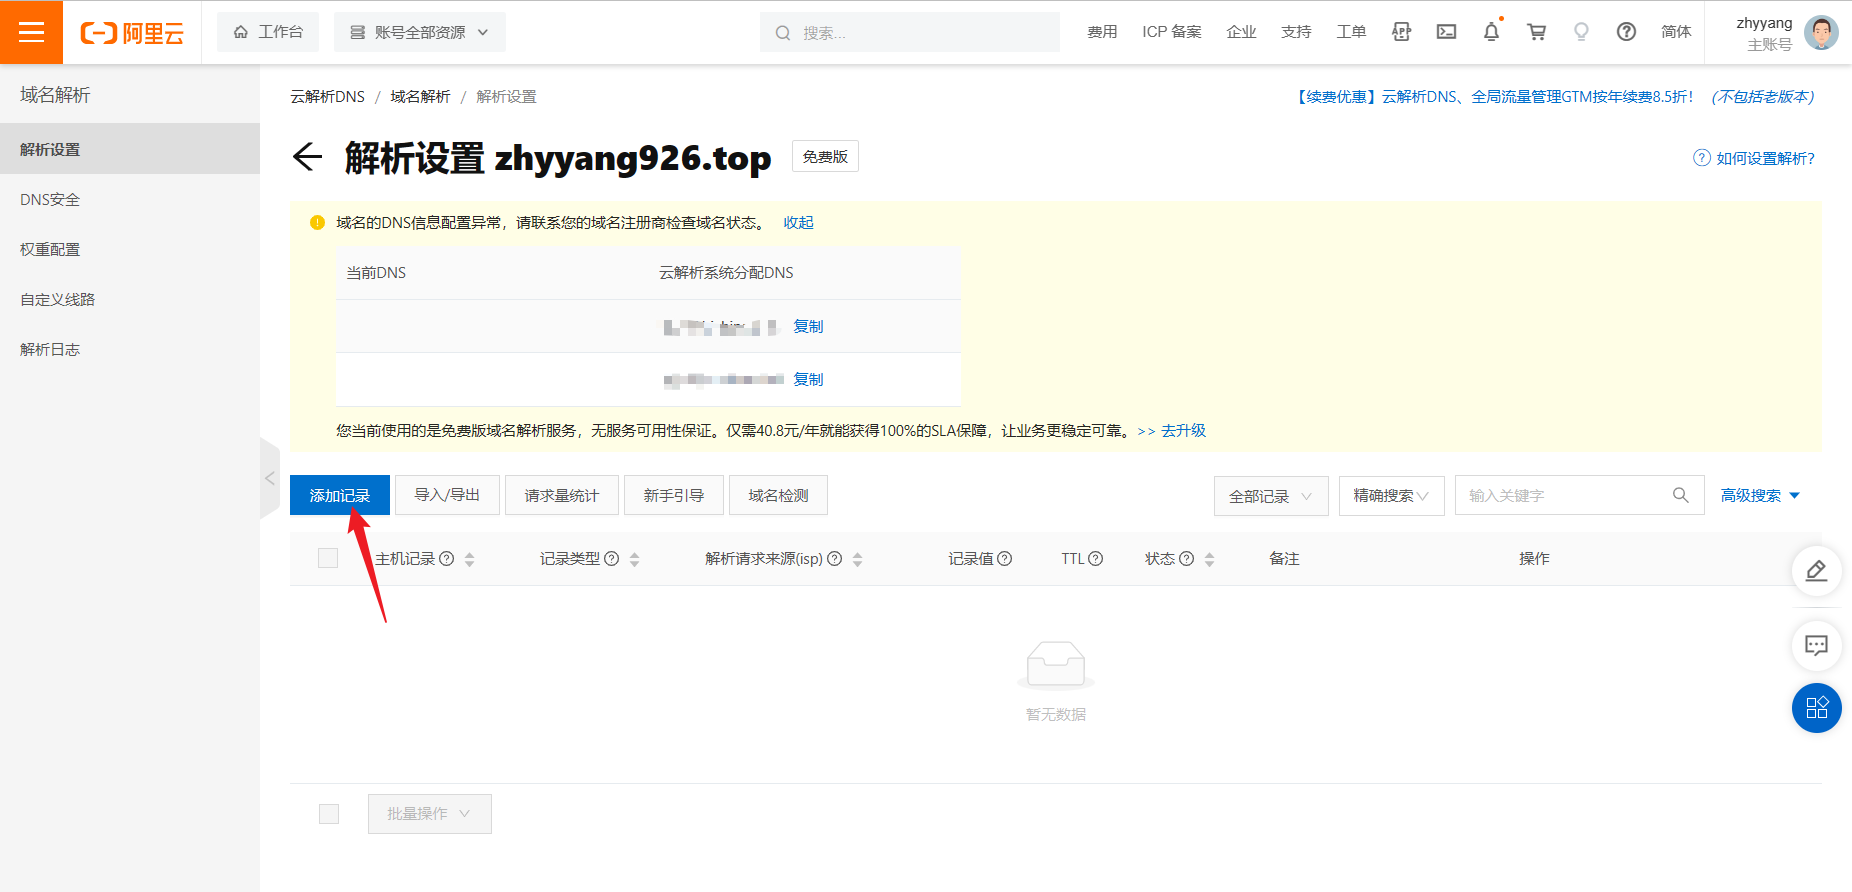 阿里云
工作台
账号全部资源
搜索...
费用
ICP 备案
企业
支持
工单
APP
简体
zhyyang
主账号
域名解析
解析设置
DNS安全
权重配置
自定义线路
解析日志
云解析DNS / 域名解析 / 解析设置
【续费优惠】云解析DNS、全局流量管理GTM按年续费8.5折! (不包括老版本)
解析设置 zhyyang926.top
免费版
如何设置解析?
域名的DNS信息配置异常，请联系您的域名注册商检查域名状态。 收起
当前DNS
云解析系统分配DNS
复制
复制
您当前使用的是免费版域名解析服务，无服务可用性保证。仅需40.8元/年就能获得100%的SLA保障，让业务更稳定可靠。>> 去升级
添加记录
导入/导出
请求量统计
新手引导
域名检测
全部记录
精确搜索
输入关键字
高级搜索
主机记录
记录类型
解析请求来源(isp)
记录值
TTL
状态
备注
操作
暂无数据
批量操作